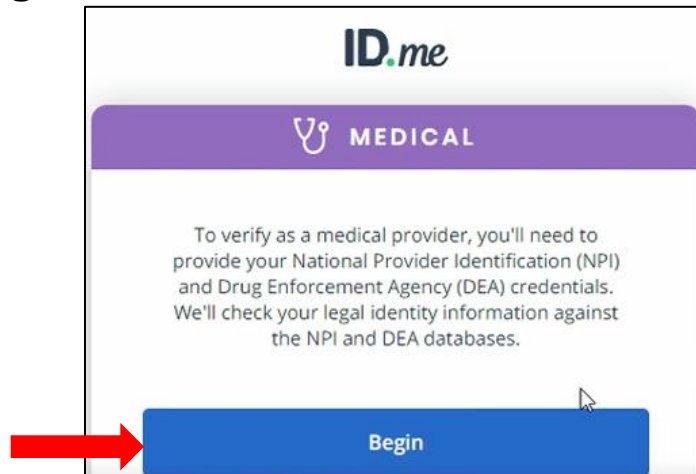 ID.me
MEDICAL
To verify as a medical provider, you'll need to
provide your National Provider Identification (NPI)
and Drug Enforcement Agency (DEA) credentials.
We'll check your legal identity information against
the NPI and DEA databases.
Begin